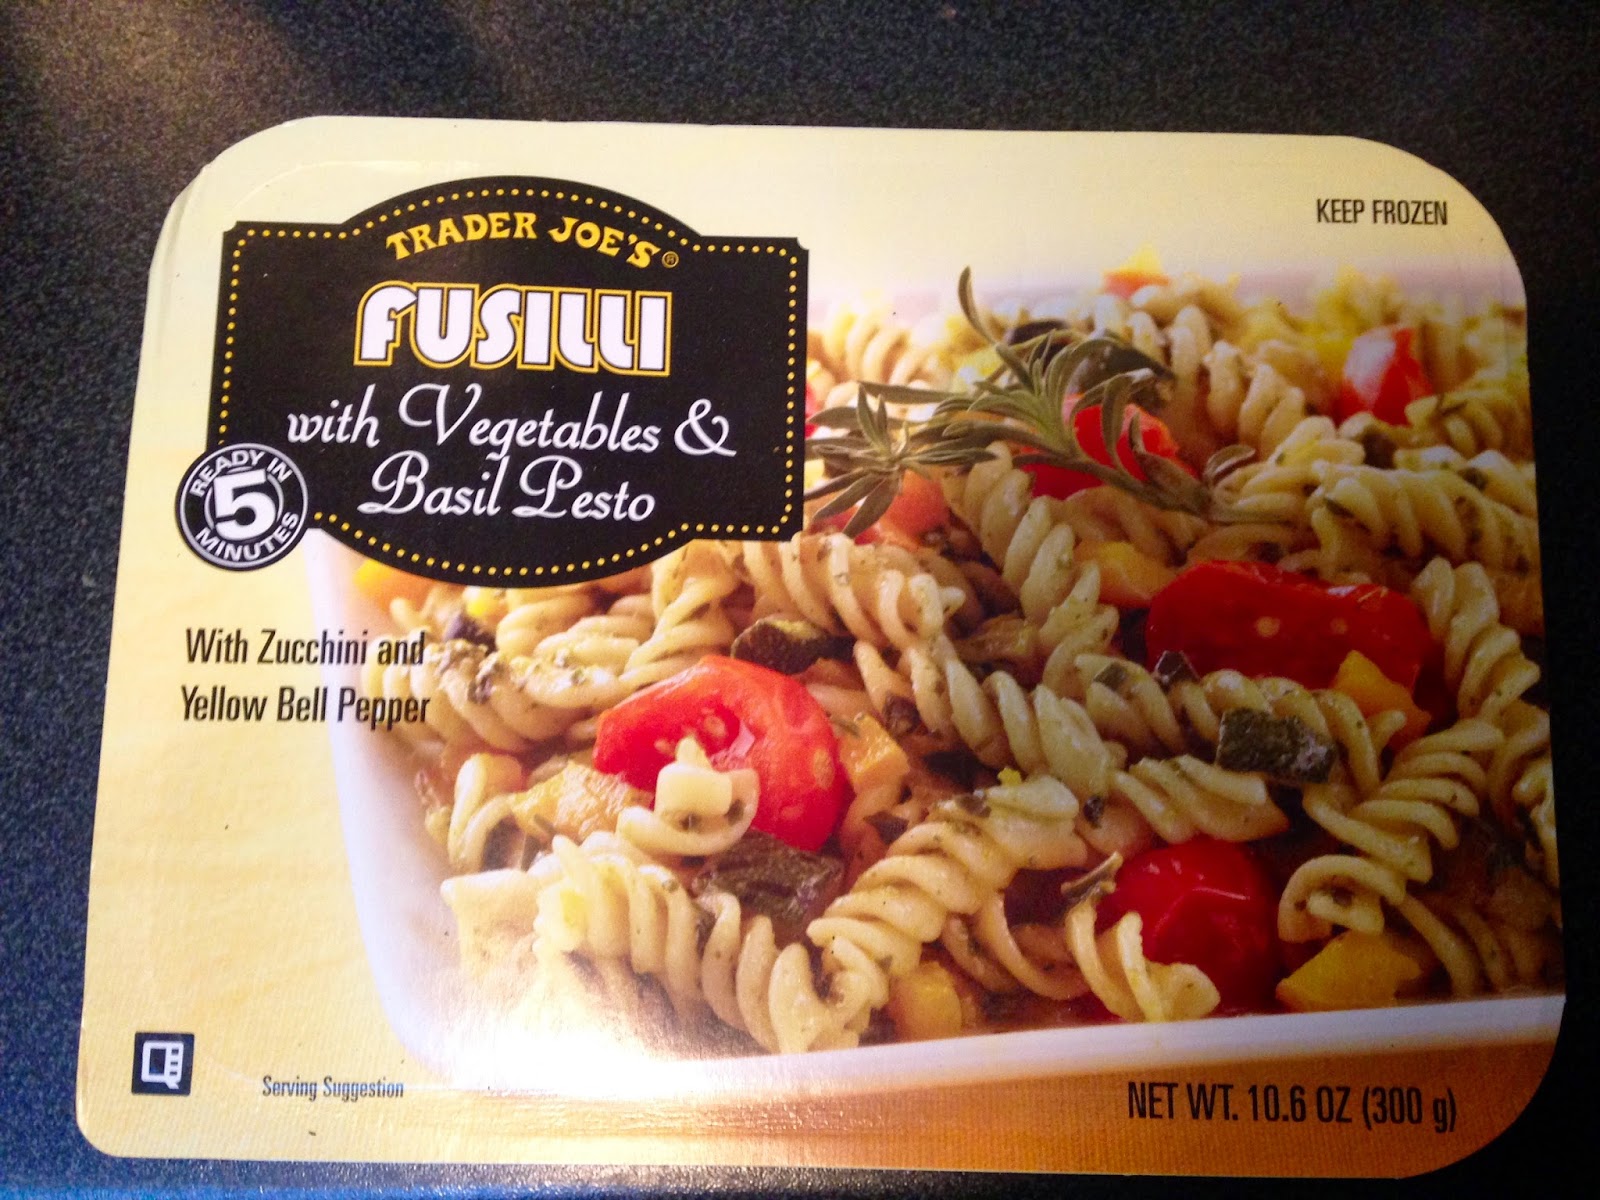 KEEP FROZEN
TRADER JOE'S®
FUSILLI
with Vegetables &
Basil Pesto
READY IN
5
MINUTES
With Zucchini and
Yellow Bell Pepper
Serving Suggestion
NET WT. 10.6 OZ (300 g)